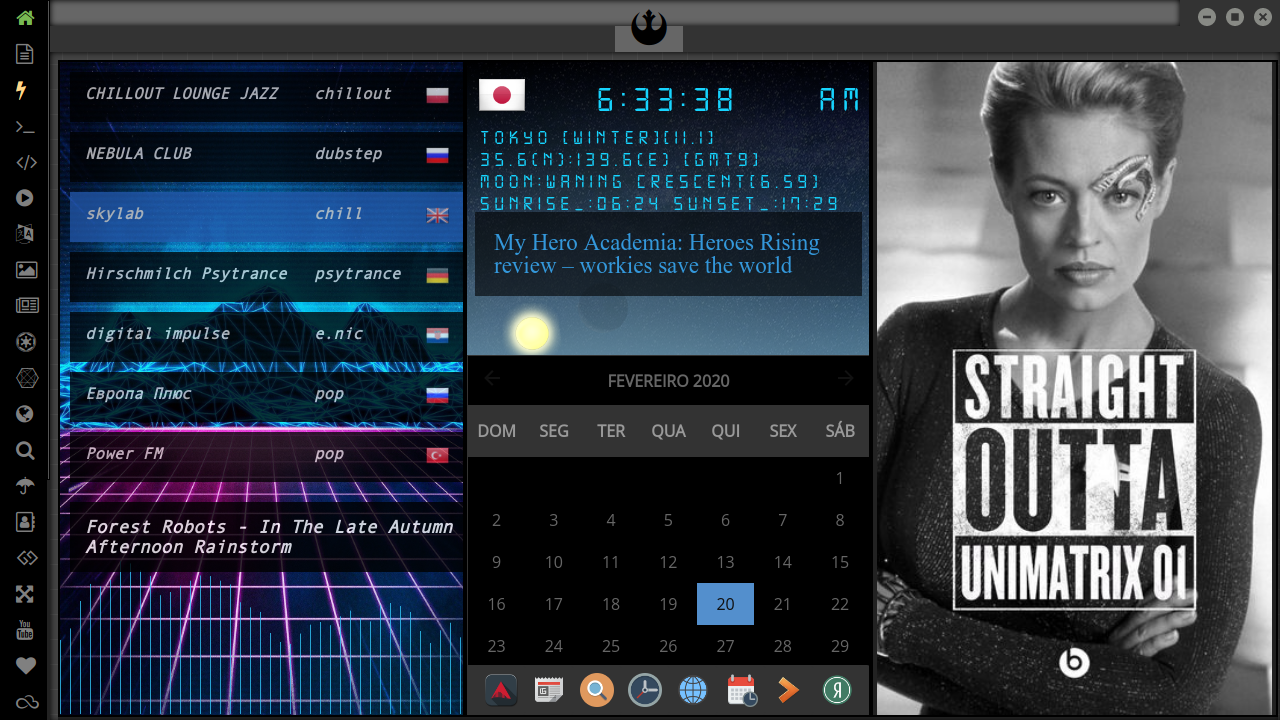 CHILLOUT LOUNGE JAZZ chillout
NEBULA CLUB dubstep
skylab chill
Hirschmilch Psytrance psytrance
digital impulse e.nic
Европа Плюс pop
Power FM pop
Forest Robots - In The Late Autumn
Afternoon Rainstorm
6:33:38 AM
TOKYO (WINTER)(11.1)
35.6(N):139.6(E) (GMT9)
MOON:WANING CRESCENT(6.59)
SUNRISE_:06:24 SUNSET_:17:29
My Hero Academia: Heroes Rising
review – workies save the world
FEVEREIRO 2020
DOM SEG TER QUA QUI SEX SÁB
1
2 3 4 5 6 7 8
9 10 11 12 13 14 15
16 17 18 19 20 21 22
23 24 25 26 27 28 29
STRAIGHT
OUTTA
UNIMATRIX 01
b
You
Tube
Я